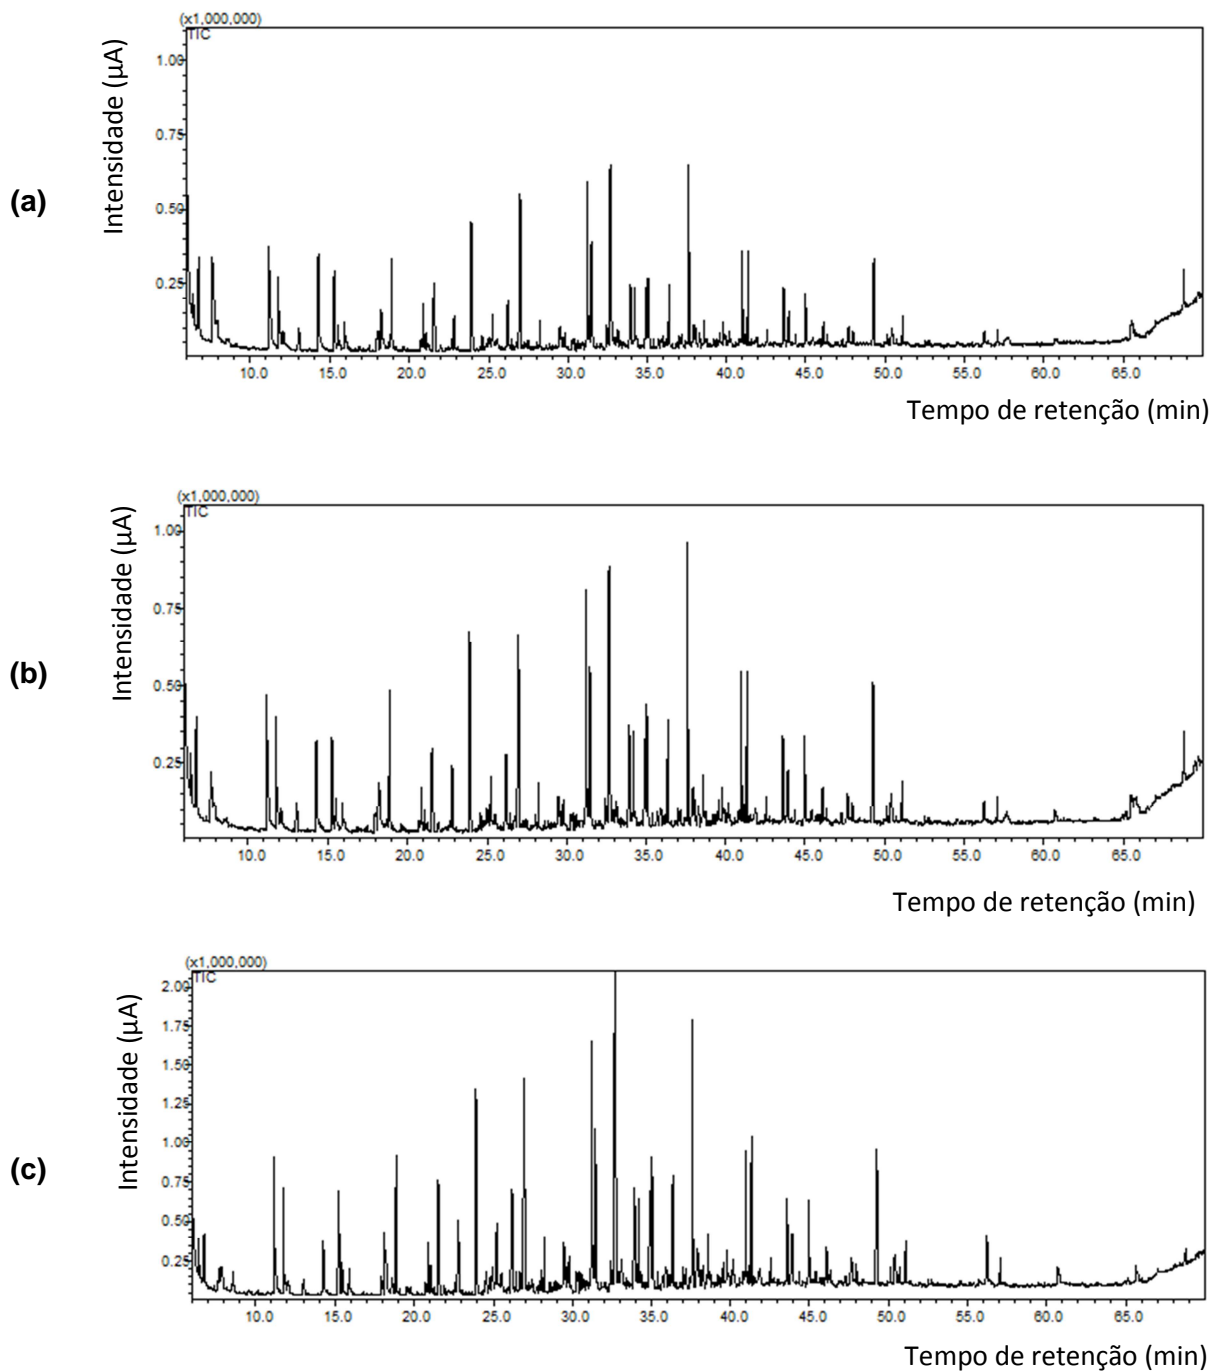 (x1,000,000)
TIC
Intensidade (µA)
1.00
0.75
0.50
0.25
(a)
10.0 15.0 20.0 25.0 30.0 35.0 40.0 45.0 50.0 55.0 60.0 65.0
Tempo de retenção (min)
(x1,000,000)
TIC
Intensidade (µA)
1.00
0.75
0.50
0.25
(b)
10.0 15.0 20.0 25.0 30.0 35.0 40.0 45.0 50.0 55.0 60.0 65.0
Tempo de retenção (min)
(x1,000,000)
TIC
Intensidade (µA)
2.00
1.75
1.50
1.25
1.00
0.75
0.50
0.25
(c)
10.0 15.0 20.0 25.0 30.0 35.0 40.0 45.0 50.0 55.0 60.0 65.0
Tempo de retenção (min)